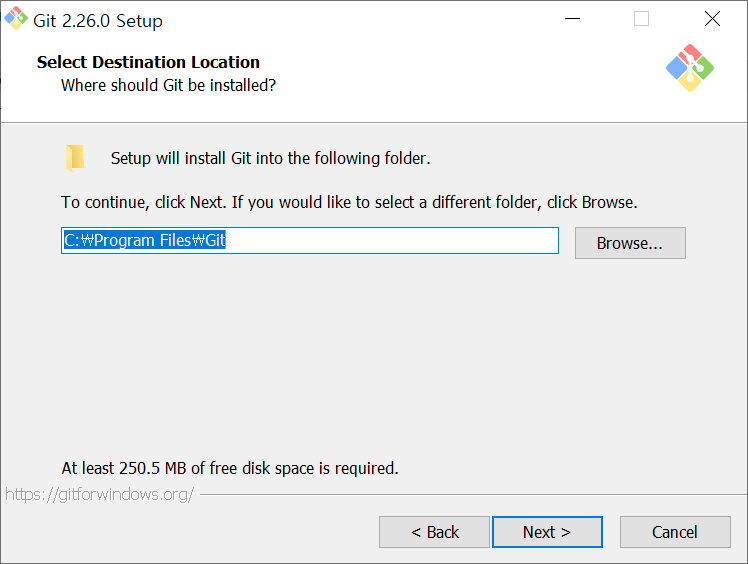 Git 2.26.0 Setup
Select Destination Location
Where should Git be installed?
Setup will install Git into the following folder.
To continue, click Next. If you would like to select a different folder, click Browse.
C:₩Program Files₩Git
Browse...
At least 250.5 MB of free disk space is required.
https://gitforwindows.org/
< Back
Next >
Cancel